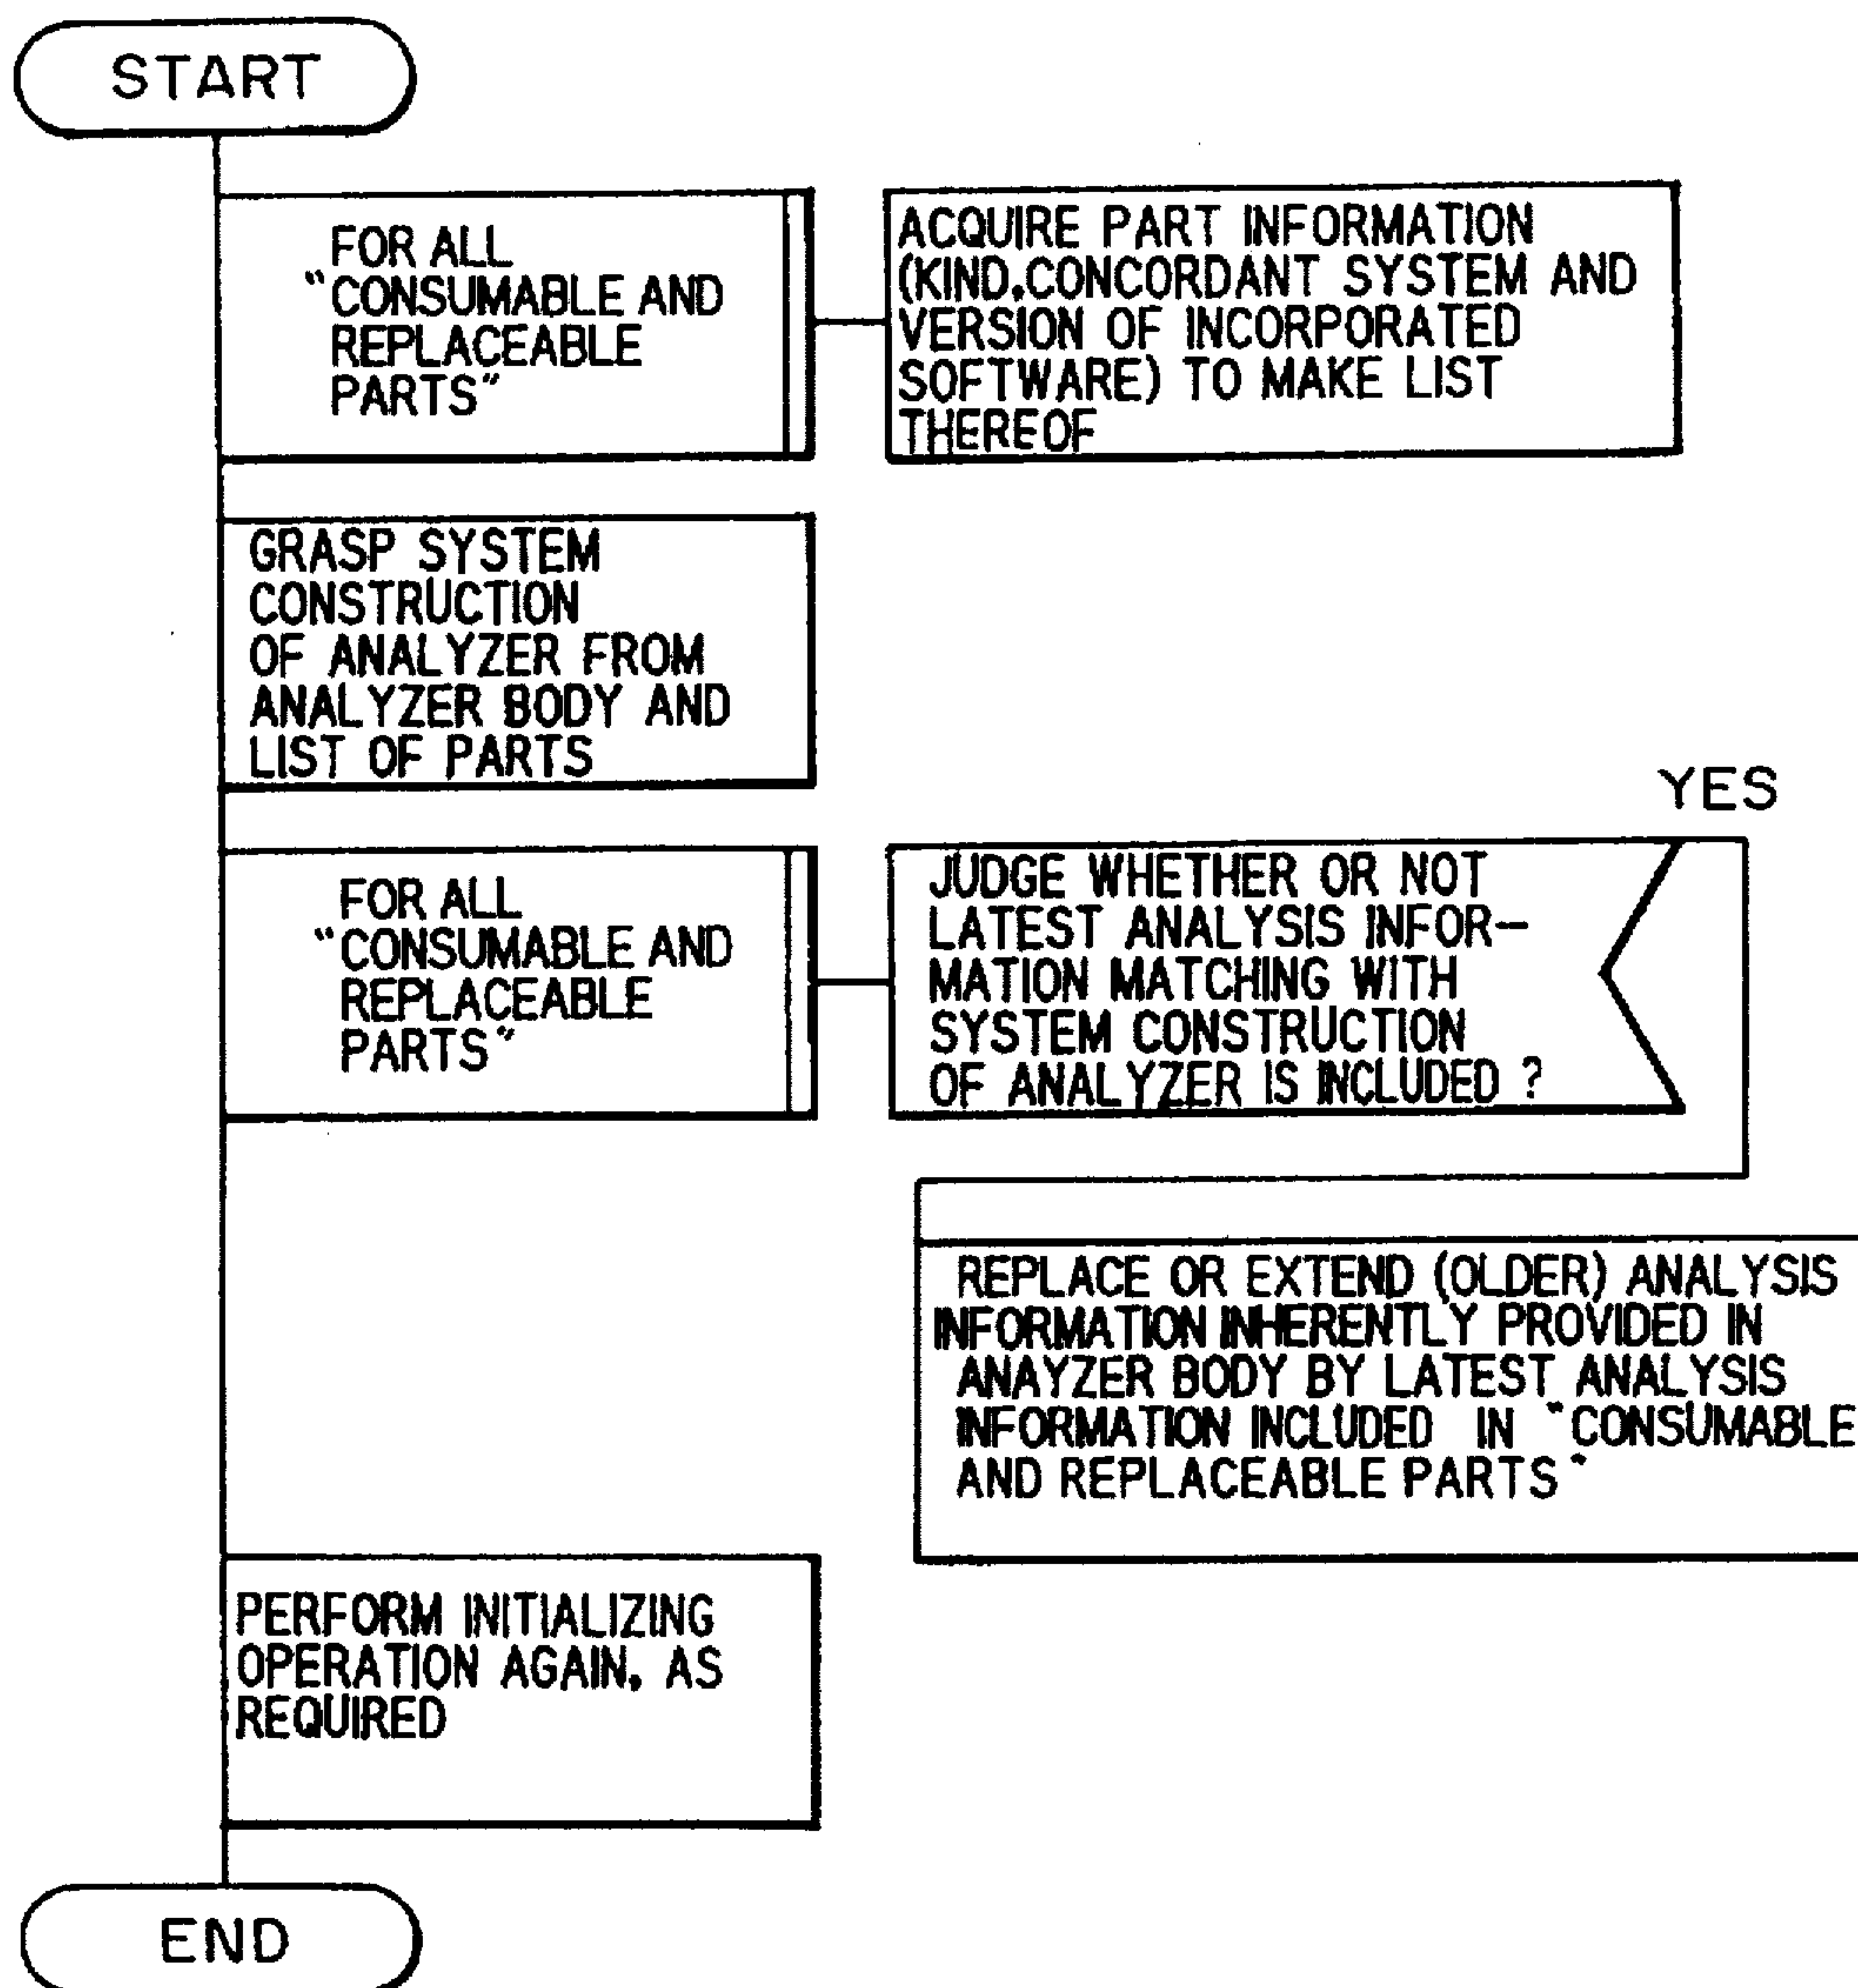 START
FOR ALL
"CONSUMABLE AND
REPLACEABLE
PARTS"
ACQUIRE PART INFORMATION
(KIND.CONCORDANT SYSTEM AND
VERSION OF INCORPORATED
SOFTWARE) TO MAKE LIST
THEREOF
GRASP SYSTEM
CONSTRUCTION
OF ANALYZER FROM
ANALYZER BODY AND
LIST OF PARTS
FOR ALL
"CONSUMABLE AND
REPLACEABLE
PARTS"
JUDGE WHETHER OR NOT
LATEST ANALYSIS INFOR-
MATION MATCHING WITH
SYSTEM CONSTRUCTION
OF ANALYZER IS INCLUDED ?
YES
REPLACE OR EXTEND (OLDER) ANALYSIS
INFORMATION INHERENTLY PROVIDED IN
ANAYZER BODY BY LATEST ANALYSIS
INFORMATION INCLUDED IN "CONSUMABLE
AND REPLACEABLE PARTS"
PERFORM INITIALIZING
OPERATION AGAIN. AS
REQUIRED
END